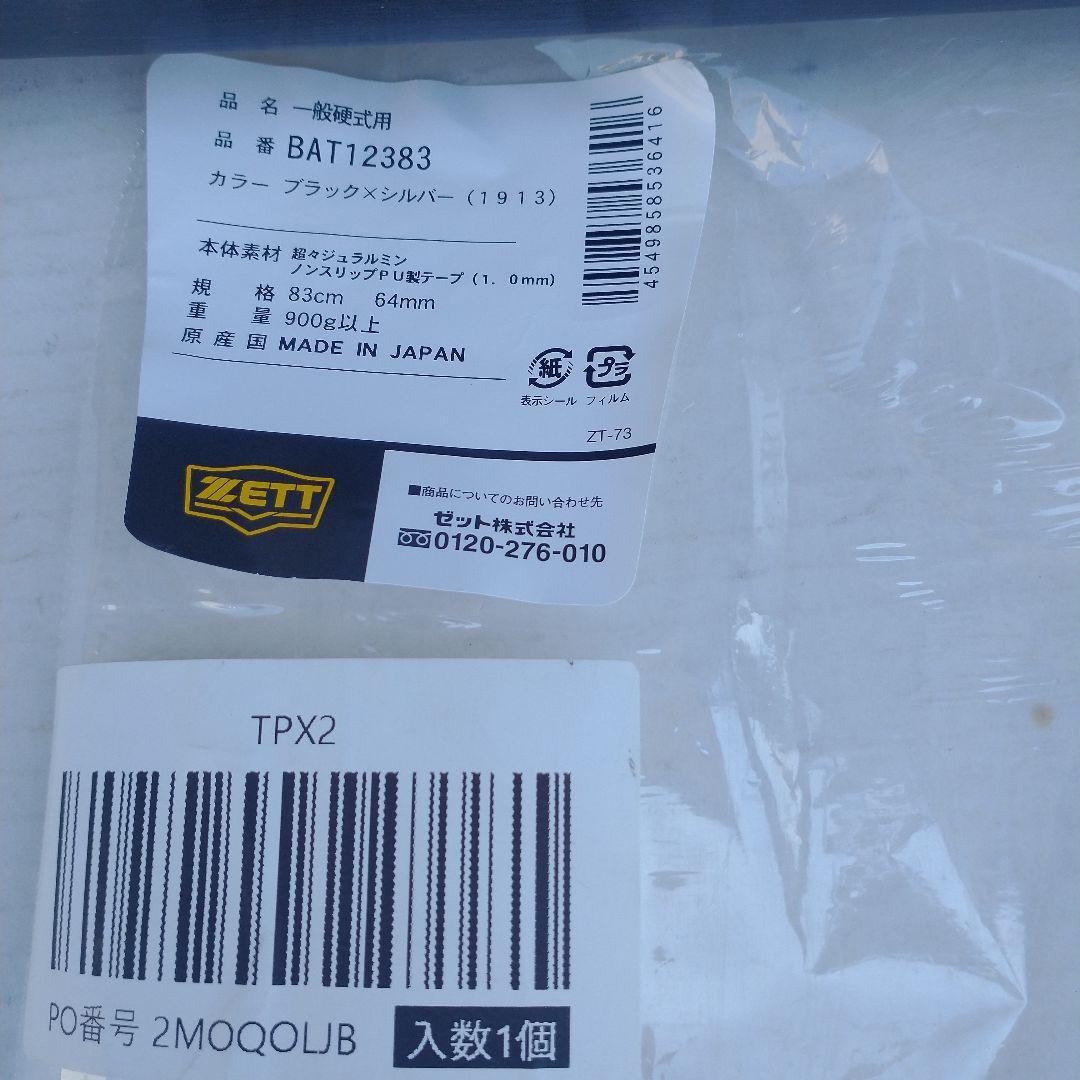 品 名 一般硬式用
品 番 BAT12383
カラー ブラック×シルバー（1913）
本体素材 超々ジュラルミン
ノンスリップPU製テープ（1．0mm）
規 格 83cm 64mm
重 量 900g以上
原 産 国 MADE IN JAPAN
4549858536416
紙 プラ
表示シール フィルム
ZT-73
ZETT
■商品についてのお問い合わせ先
ゼット株式会社
0120-276-010
TPX2
PO番号 2MOQOLJB
入数1個